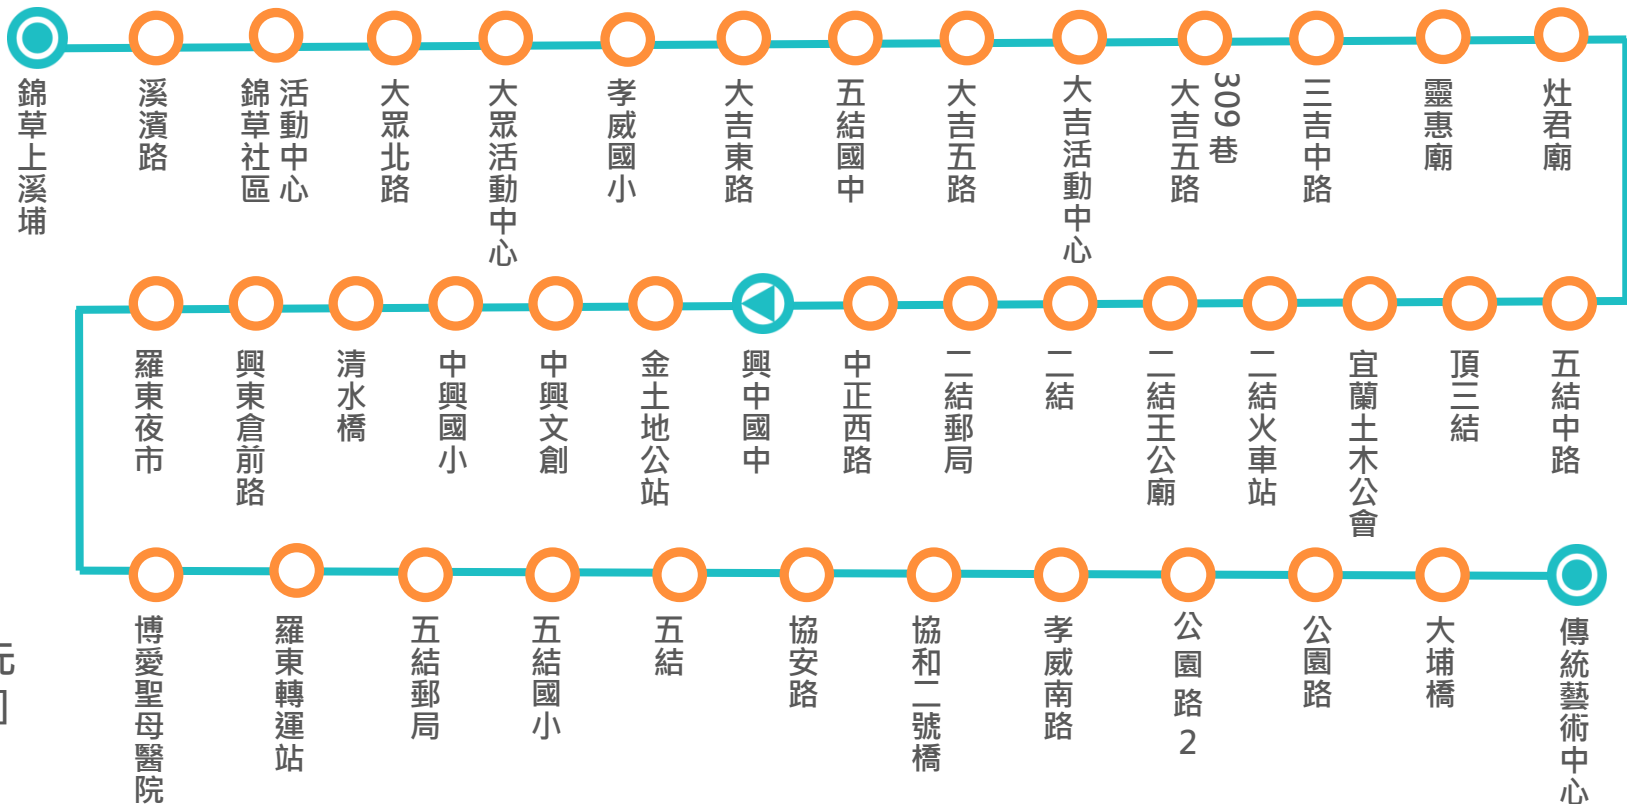 錦草上溪埔
溪濱路
錦草社區
活動中心
大眾北路
大眾活動中心
孝威國小
大吉東路
五結國中
大吉五路
大吉活動中心
大吉五路
309 巷
三吉中路
靈惠廟
灶君廟
羅東夜市
興東倉前路
清水橋
中興國小
中興文創
金土地公站
興中國中
中正西路
二結郵局
二結
二結王公廟
二結火車站
宜蘭土木公會
頂三結
五結中路
博愛聖母醫院
羅東轉運站
五結郵局
五結國小
五結
協安路
協和二號橋
孝威南路
公園路2
公園路
大埔橋
傳統藝術中心
元